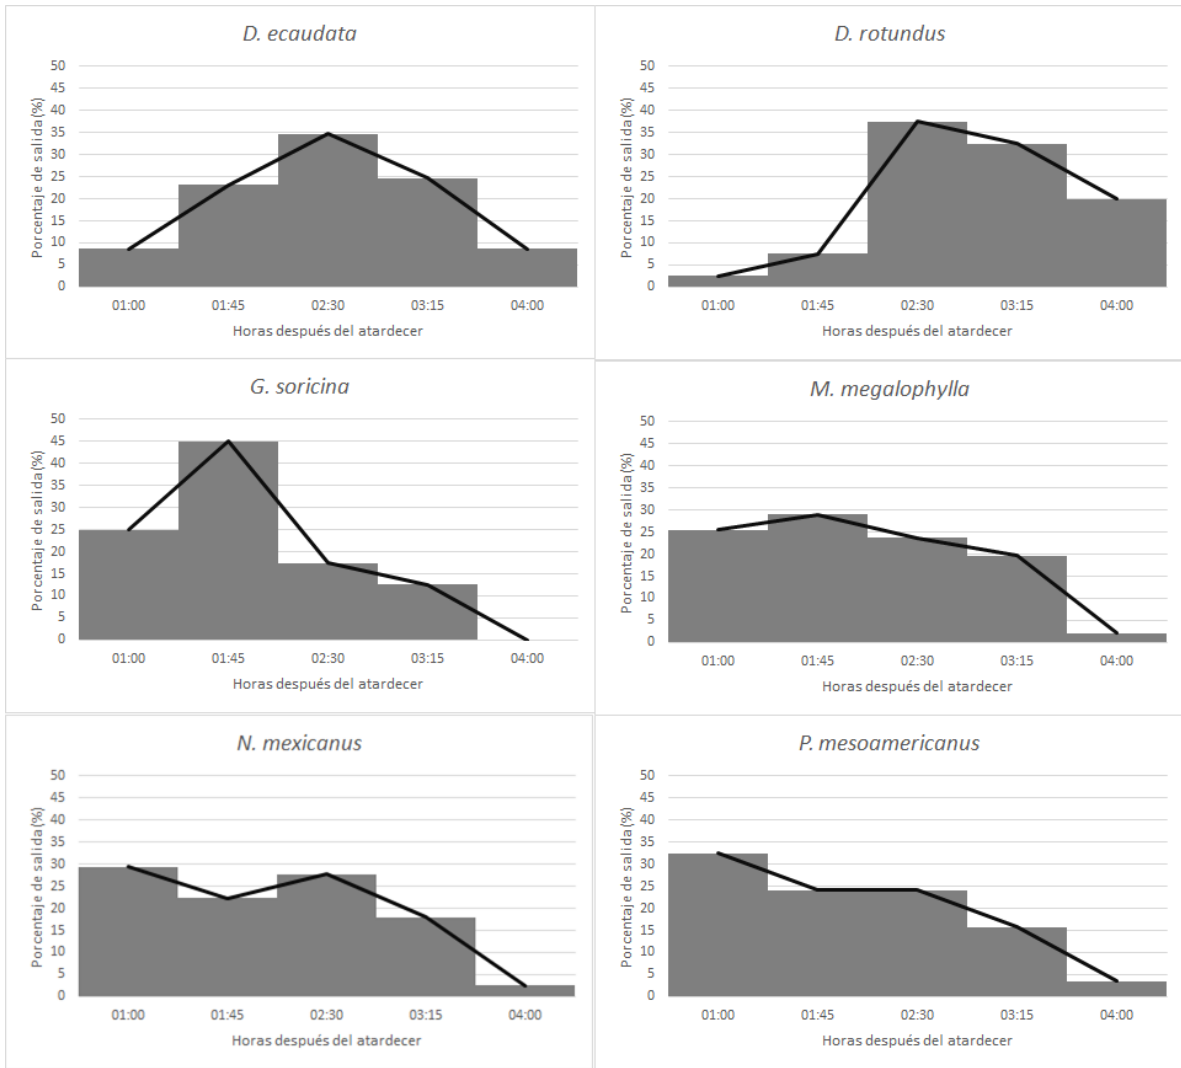 D. ecaudata
Porcentaje de salida(%)
50
45
40
35
30
25
20
15
10
5
0
01:00 01:45 02:30 03:15 04:00
Horas después del atardecer
D. rotundus
Porcentaje de salida(%)
50
45
40
35
30
25
20
15
10
5
0
01:00 01:45 02:30 03:15 04:00
Horas después del atardecer
G. soricina
Porcentaje de salida(%)
50
45
40
35
30
25
20
15
10
5
0
01:00 01:45 02:30 03:15 04:00
Horas después del atardecer
M. megalophylla
Porcentaje de salida(%)
50
45
40
35
30
25
20
15
10
5
0
01:00 01:45 02:30 03:15 04:00
Horas después del atardecer
N. mexicanus
Porcentaje de salida(%)
50
45
40
35
30
25
20
15
10
5
0
01:00 01:45 02:30 03:15 04:00
Horas después del atardecer
P. mesoamericanus
Porcentaje de salida(%)
50
45
40
35
30
25
20
15
10
5
0
01:00 01:45 02:30 03:15 04:00
Horas después del atardecer